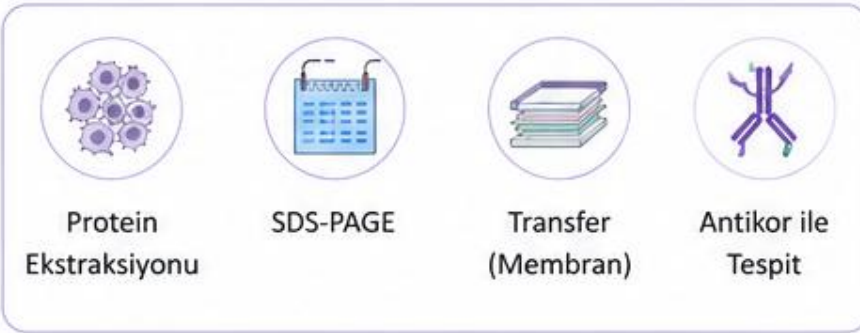 Protein
Ekstraksiyonu
SDS-PAGE
Transfer
(Membran)
Antikor ile
Tespit